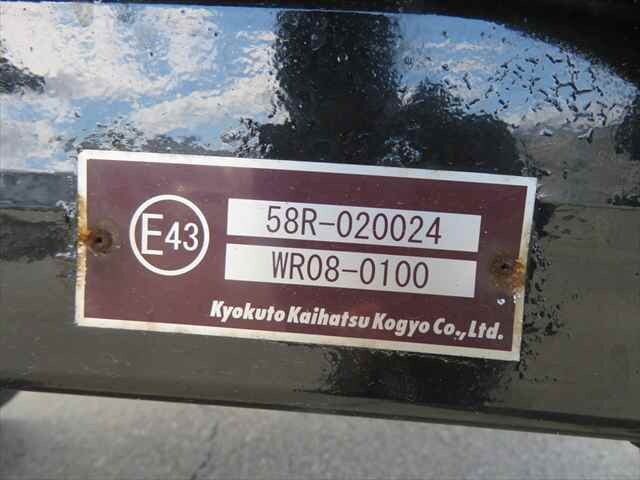 E43
58R-020024
WR08-0100
Kyokuto Kaihatsu Kogyo Co., Ltd.